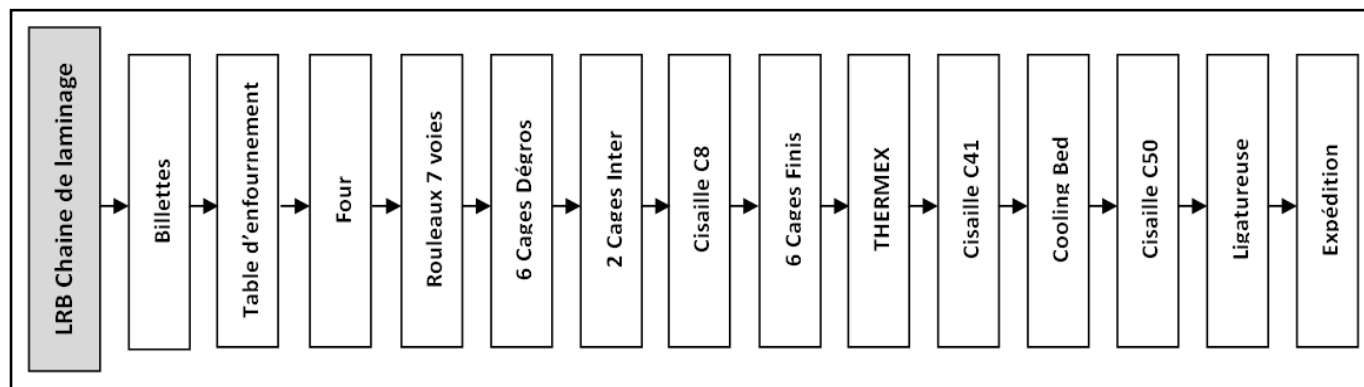 LRB Chaine de laminage
Billettes
Table d'enfournement
Four
Rouleaux 7 voies
6 Cages Dégros
2 Cages Inter
Cisaille C8
6 Cages Finis
THERMEX
Cisaille C41
Cooling Bed
Cisaille C50
Ligatureuse
Expédition